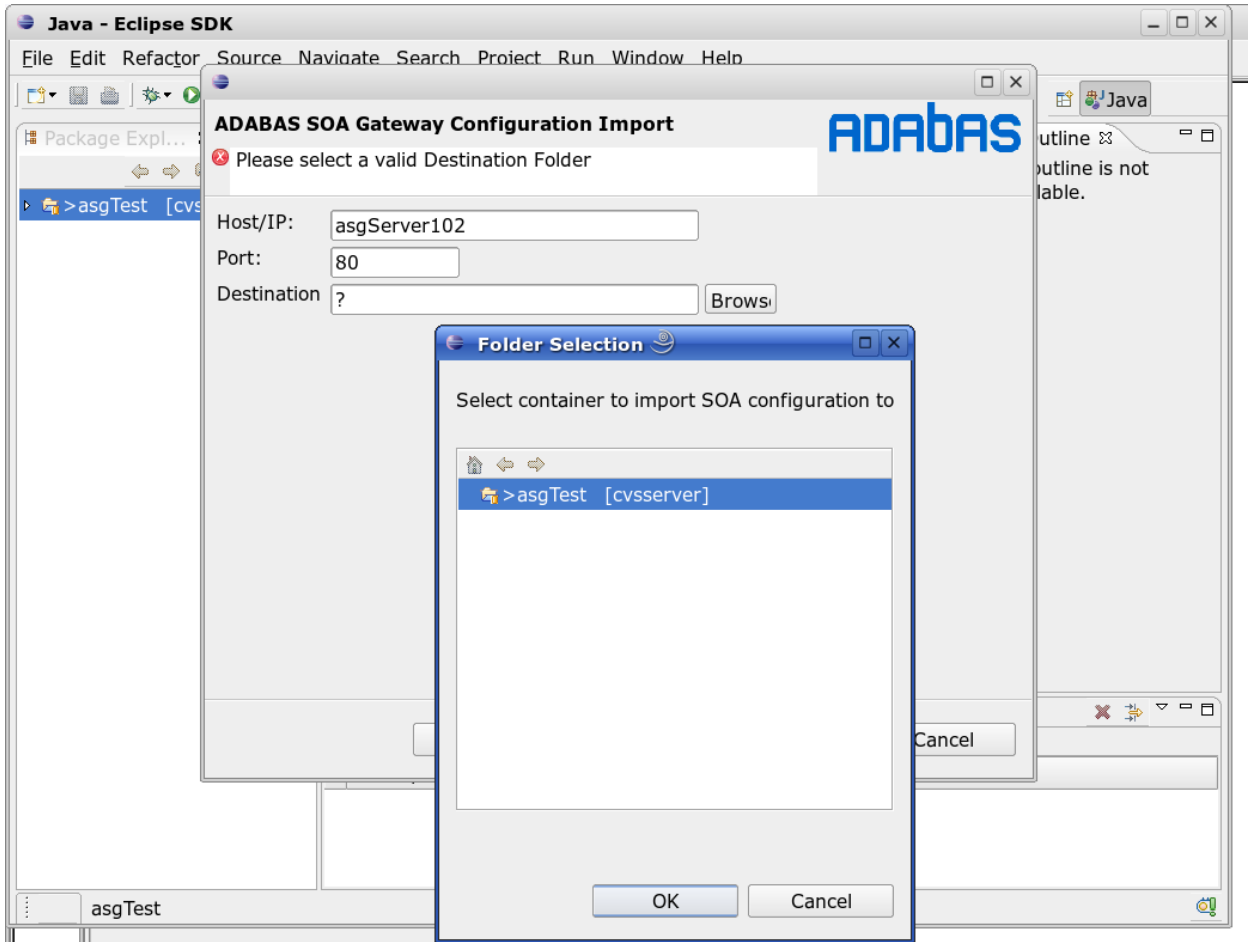 Java - Eclipse SDK
File Edit Refactor Source Navigate Search Project Run Window Help
Java
Package Expl...
>asgTest [cvs
utline
utline is not
lable.
ADABAS SOA Gateway Configuration Import
ADABAS
Please select a valid Destination Folder
Host/IP: asgServer102
Port: 80
Destination ? Brows
Folder Selection
Select container to import SOA configuration to
>asgTest [cvsserver]
OK Cancel
Cancel
asgTest